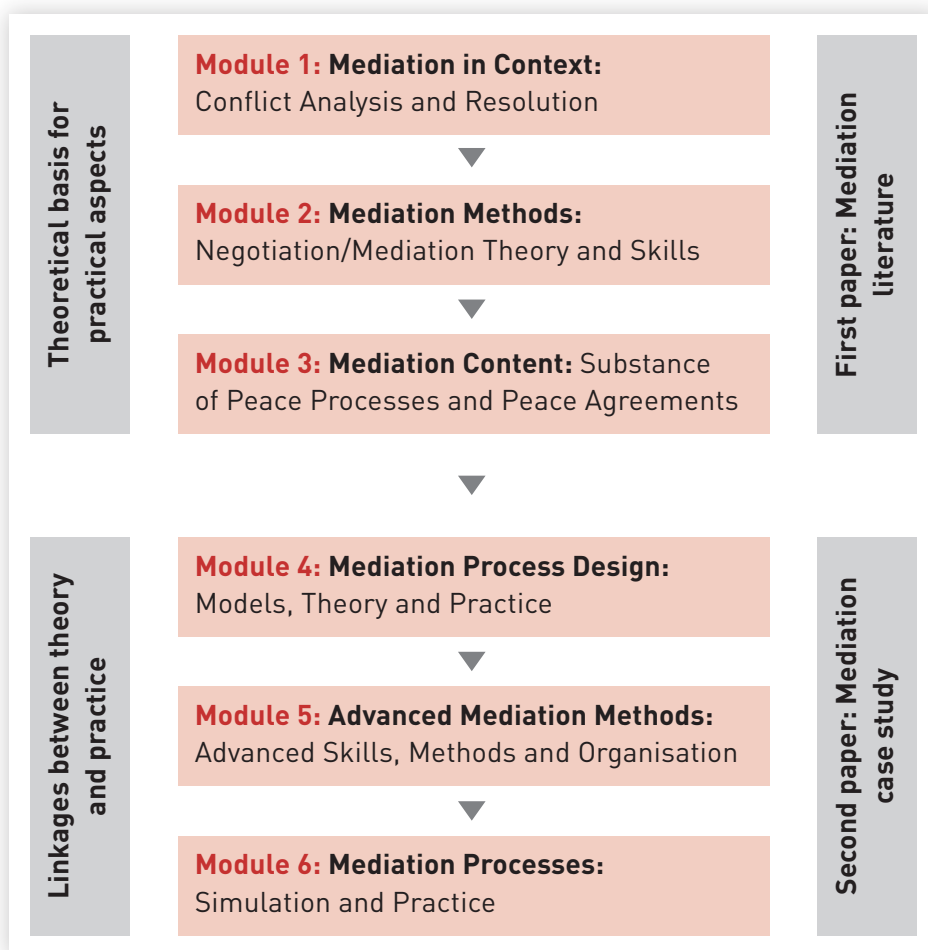 Theoretical basis for
practical aspects
Module 1: Mediation in Context:
Conflict Analysis and Resolution
Module 2: Mediation Methods:
Negotiation/Mediation Theory and Skills
Module 3: Mediation Content: Substance
of Peace Processes and Peace Agreements
First paper: Mediation
literature
Linkages between theory
and practice
Module 4: Mediation Process Design:
Models, Theory and Practice
Module 5: Advanced Mediation Methods:
Advanced Skills, Methods and Organisation
Module 6: Mediation Processes:
Simulation and Practice
Second paper: Mediation
case study